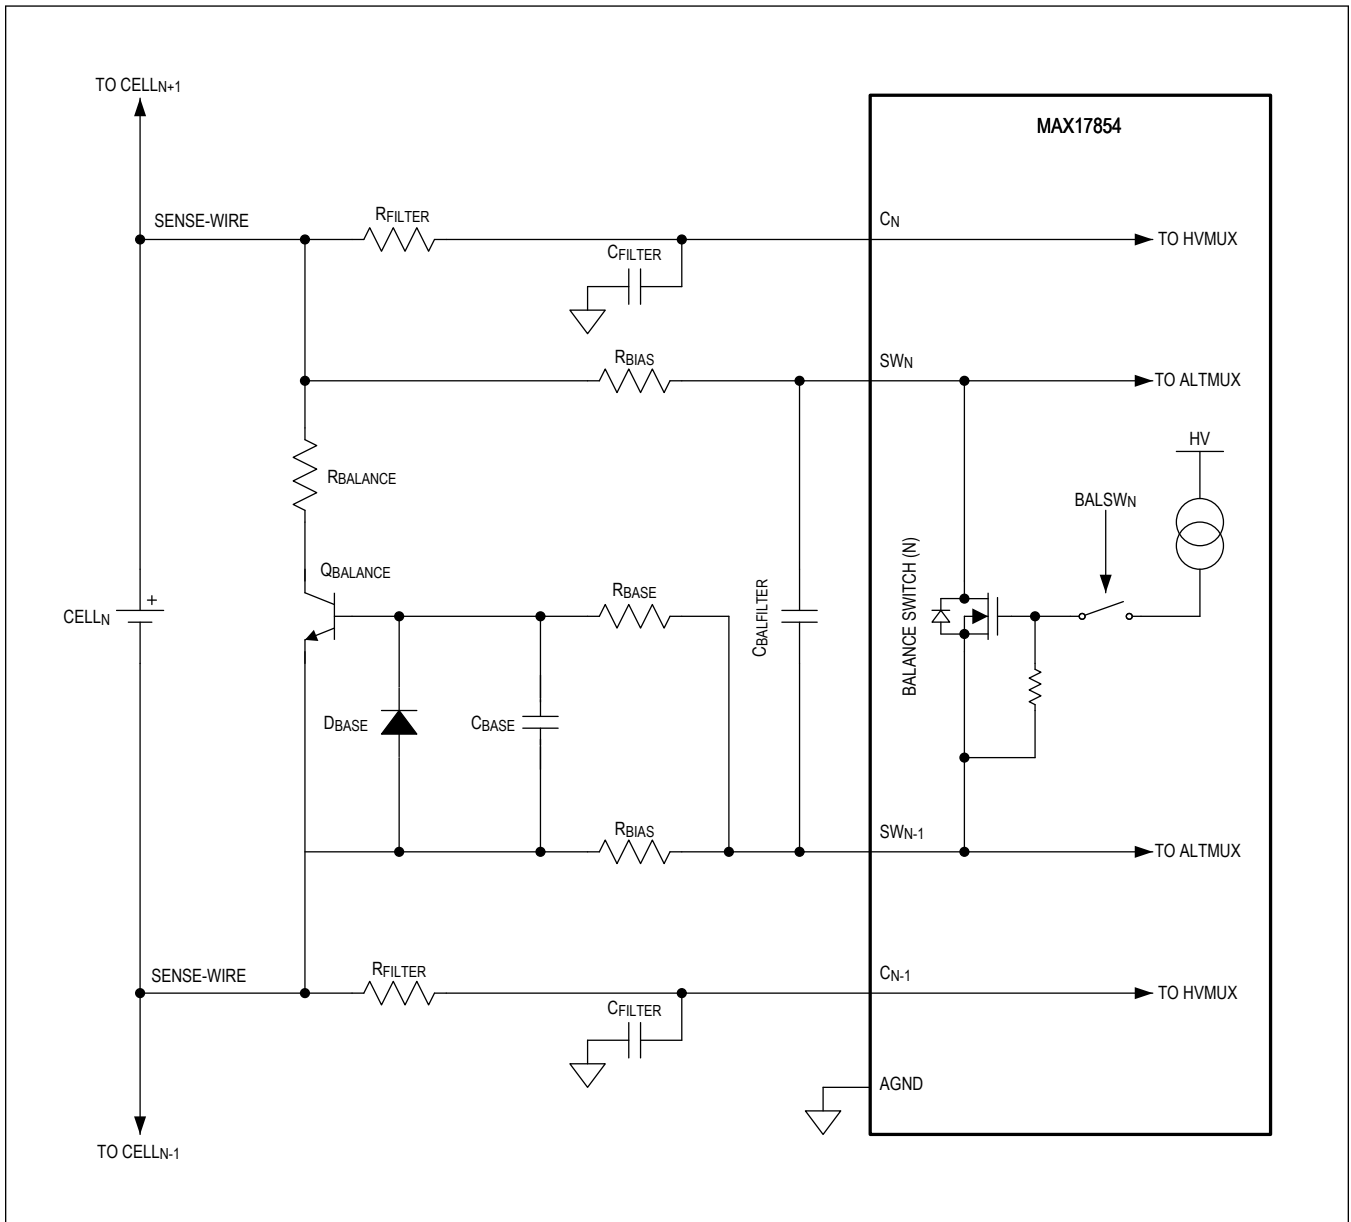 TO CELLN+1
MAX17854
SENSE-WIRE
RFILTER
CN
TO HVMUX
CFILTER
RBIAS
SWN
TO ALTMUX
HV
RBALANCE
BALSWN
QBALANCE
RBASE
CELLN
+
CBALFILTER
BALANCE SWITCH (N)
DBASE
CBASE
RBIAS
SWN-1
TO ALTMUX
SENSE-WIRE
RFILTER
CN-1
TO HVMUX
CFILTER
AGND
TO CELLN-1